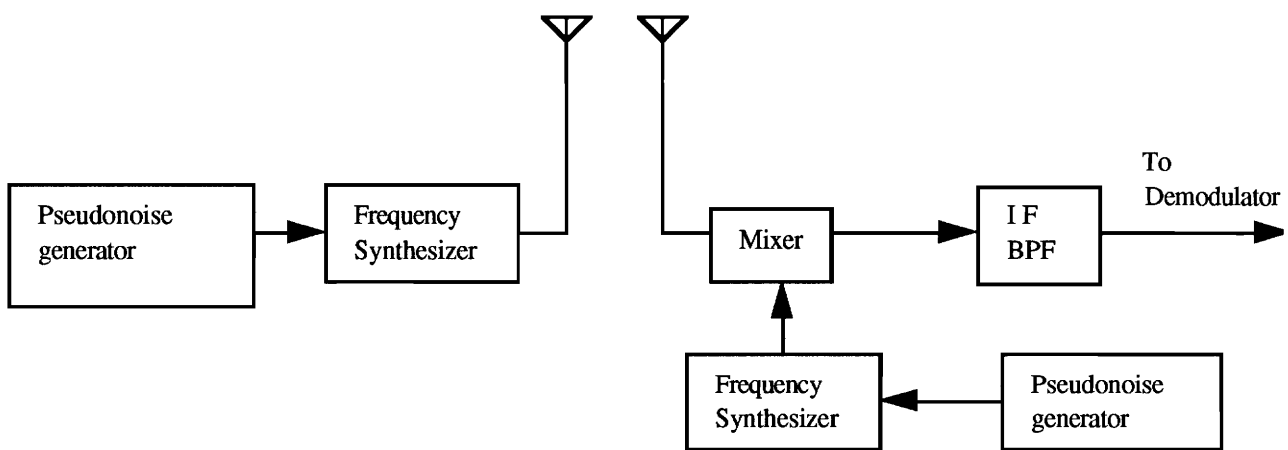 Pseudonoise
generator
Frequency
Synthesizer
Mixer
I F
BPF
To
Demodulator
Frequency
Synthesizer
Pseudonoise
generator